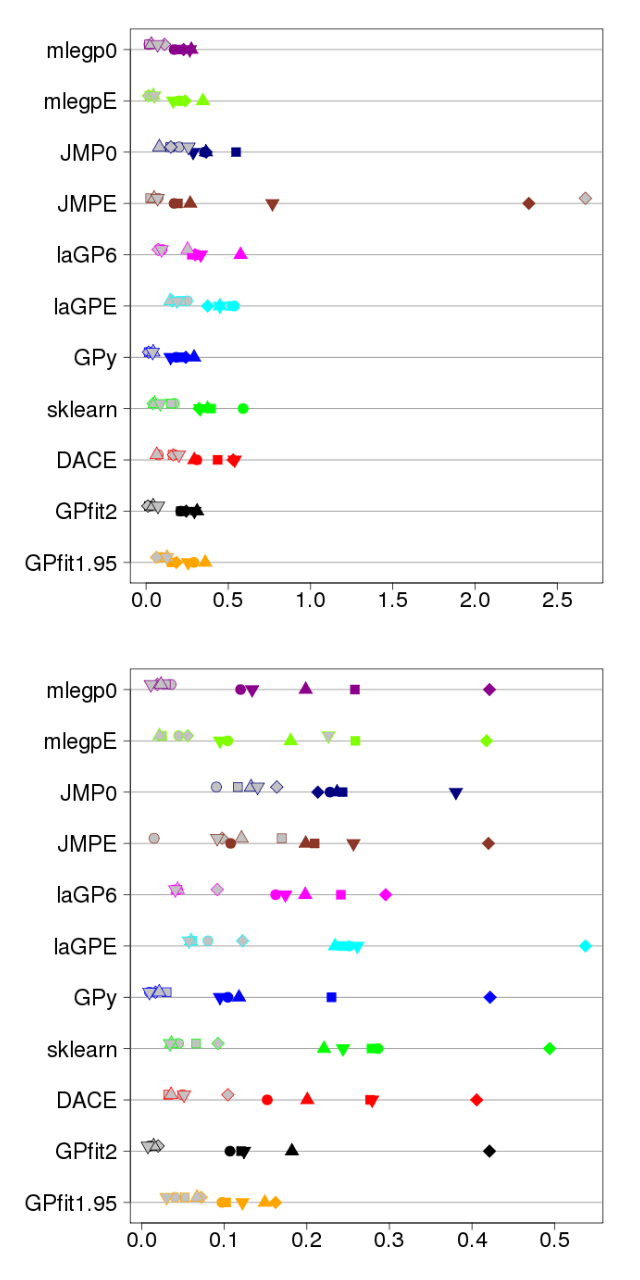 mlegp0
mlegpE
JMP0
JMPE
laGP6
laGPE
GPy
sklearn
DACE
GPfit2
GPfit1.95
0.0 0.5 1.0 1.5 2.0 2.5
mlegp0
mlegpE
JMP0
JMPE
laGP6
laGPE
GPy
sklearn
DACE
GPfit2
GPfit1.95
0.0 0.1 0.2 0.3 0.4 0.5